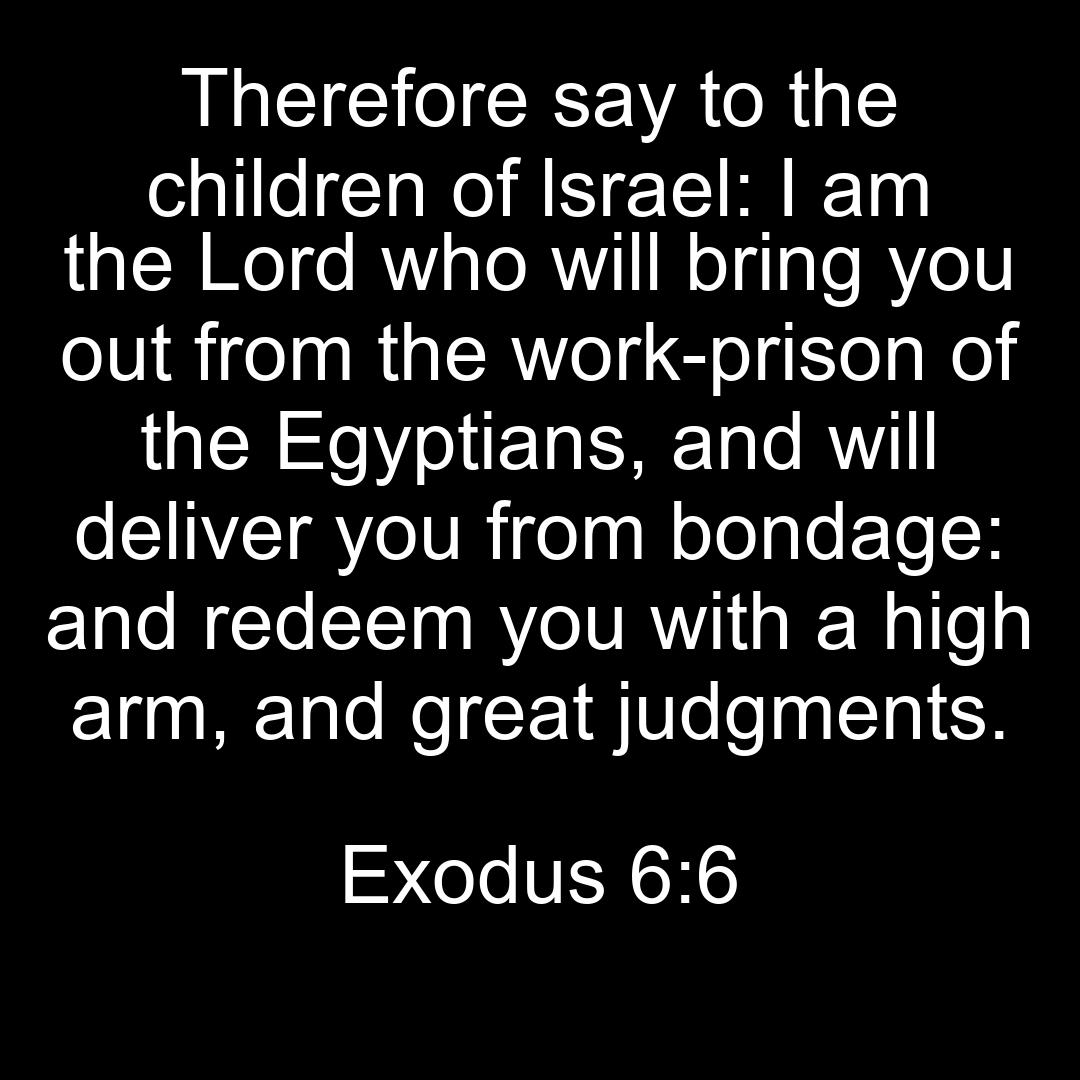 Therefore say to the
children of Israel: I am
the Lord who will bring you
out from the work-prison of
the Egyptians, and will
deliver you from bondage:
and redeem you with a high
arm, and great judgments.
Exodus 6:6